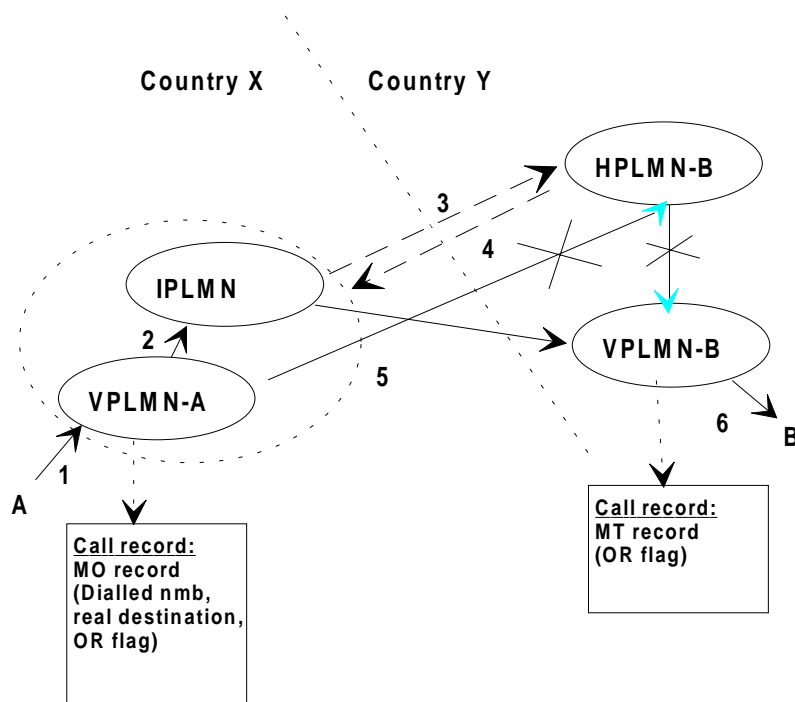 Country X
Country Y
HPLMN-B
3
4
IPLMN
2
VPLMN-B
VPLMN-A
5
6
B
1
A
Call record:
MO record
(Dialled nmb,
real destination,
OR flag)
Call record:
MT record
(OR flag)